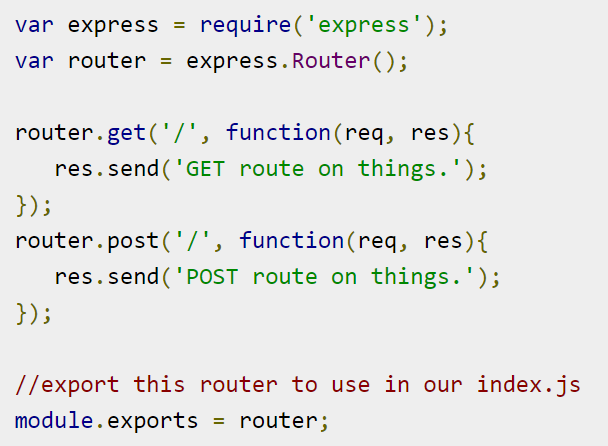 var express = require('express');
var router = express.Router();
router.get('/', function(req, res){
   res.send('GET route on things.');
});
router.post('/', function(req, res){
   res.send('POST route on things.');
});
//export this router to use in our index.js
module.exports = router;